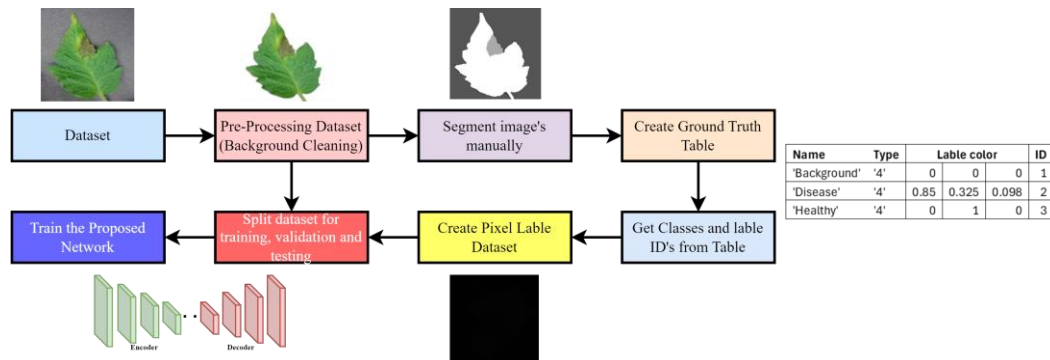 Dataset
Pre-Processing Dataset
(Background Cleaning)
Segment image's
manually
Create Ground Truth
Table
Name Type Lable color ID
'Background' '4' 0 0 0 1
'Disease' '4' 0.85 0.325 0.098 2
'Healthy' '4' 0 1 0 3
Train the Proposed
Network
Split dataset for
training, validation and
testing
Create Pixel Lable
Dataset
Get Classes and lable
ID's from Table
Encoder
Decoder